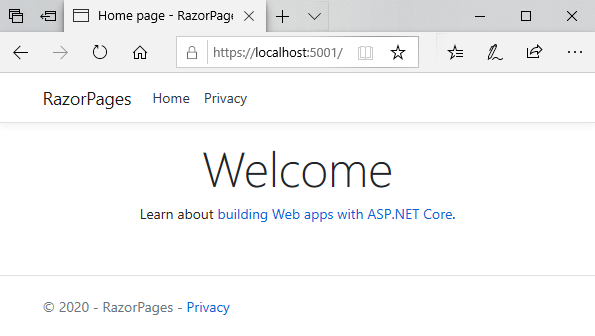 Home page - RazorPage
https://localhost:5001/
RazorPages Home Privacy
Welcome
Learn about building Web apps with ASP.NET Core.
© 2020 - RazorPages - Privacy